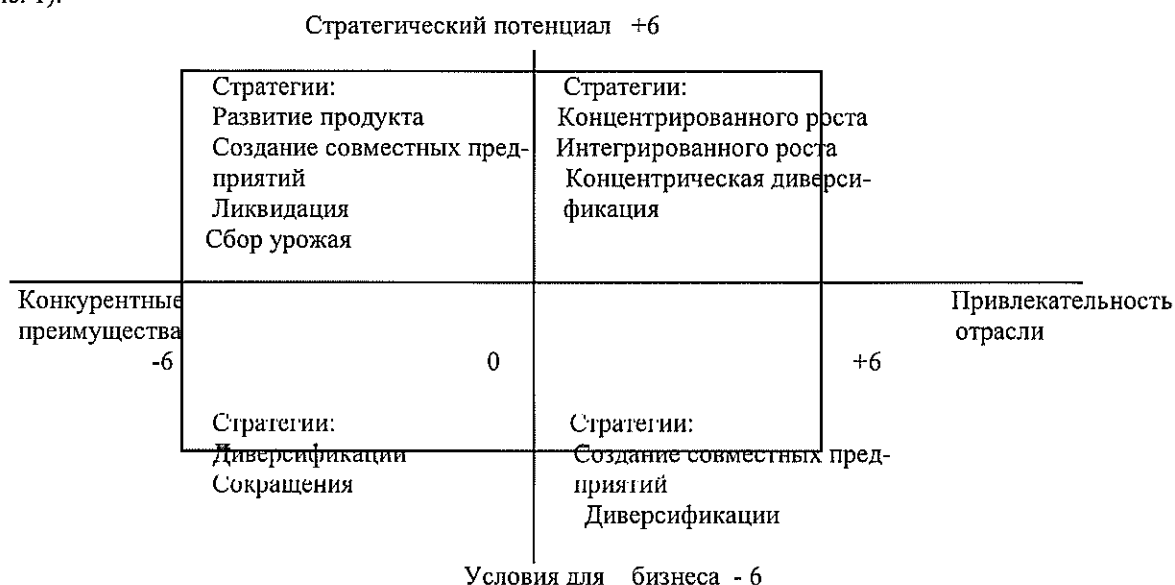 Стратегический потенциал +6
Стратегии:
Развитие продукта
Создание совместных пред-
приятий
Ликвидация
Сбор урожая
Стратегии:
Концентрированного роста
Интегрированного роста
Концентрическая диверси-
фикация
Конкурентные
преимущества
-6
0
+6
Привлекательность
отрасли
Стратегии:
Диверсификации
Сокращения
Стратегии:
Создание совместных пред-
приятий
Диверсификации
Условия для бизнеса - 6